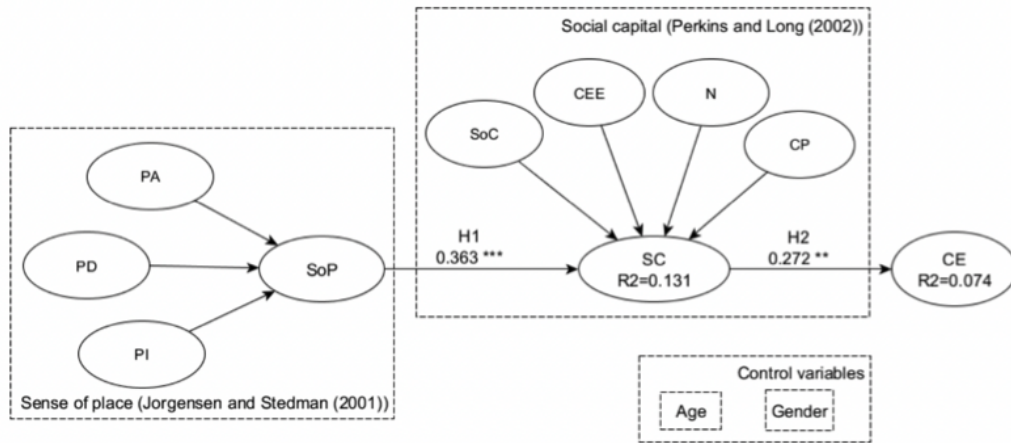 Social capital (Perkins and Long (2002))
CEE
N
SoC
CP
PA
PD
SoP
H1
0.363 ***
SC
R2=0.131
H2
0.272 **
CE
R2=0.074
PI
Sense of place (Jorgensen and Stedman (2001))
Control variables
Age
Gender